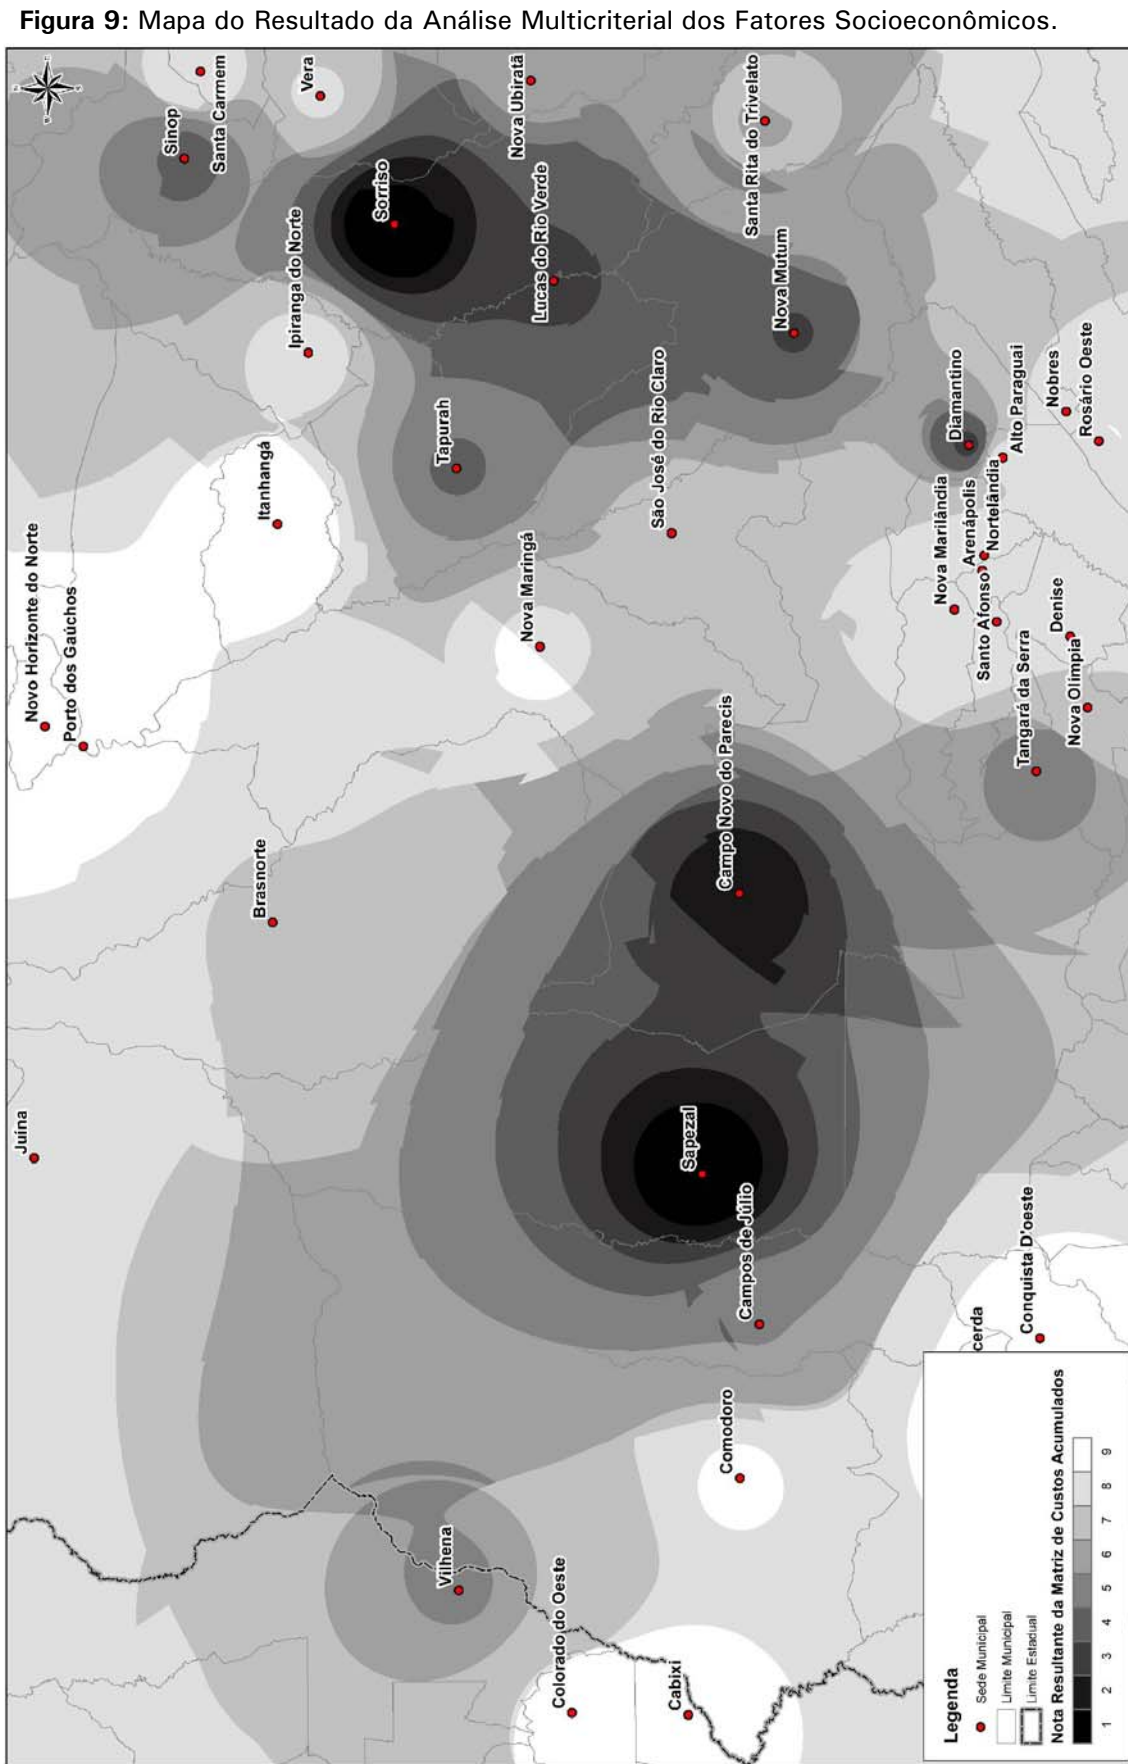 Figura 9: Mapa do Resultado da Análise Multicriterial dos Fatores Socioeconômicos.
Juína
Novo Horizonte do Norte
Porto dos Gaúchos
Sinop
Santa Carmem
Vera
Brasnorte
Itanhangá
Ipiranga do Norte
Sorriso
Vilhena
Tapurah
Nova Maringá
Lucas do Rio Verde
Nova Ubiratã
Colorado do Oeste
São José do Rio Claro
Cabixi
Comodoro
Campos de Júlio
Sapezal
Campo Novo do Parecis
Nova Mutum
Santa Rita do Trivelato
Nova Marilândia
Diamantino
Arenápolis
Santo Afonso
Nortelândia
Alto Paraguai
cerda
Conquista D'oeste
Tangará da Serra
Denise
Nova Olímpia
Nobres
Rosário Oeste
Legenda
Sede Municipal
Limite Municipal
Limite Estadual
Nota Resultante da Matriz de Custos Acumulados
1 2 3 4 5 6 7 8 9